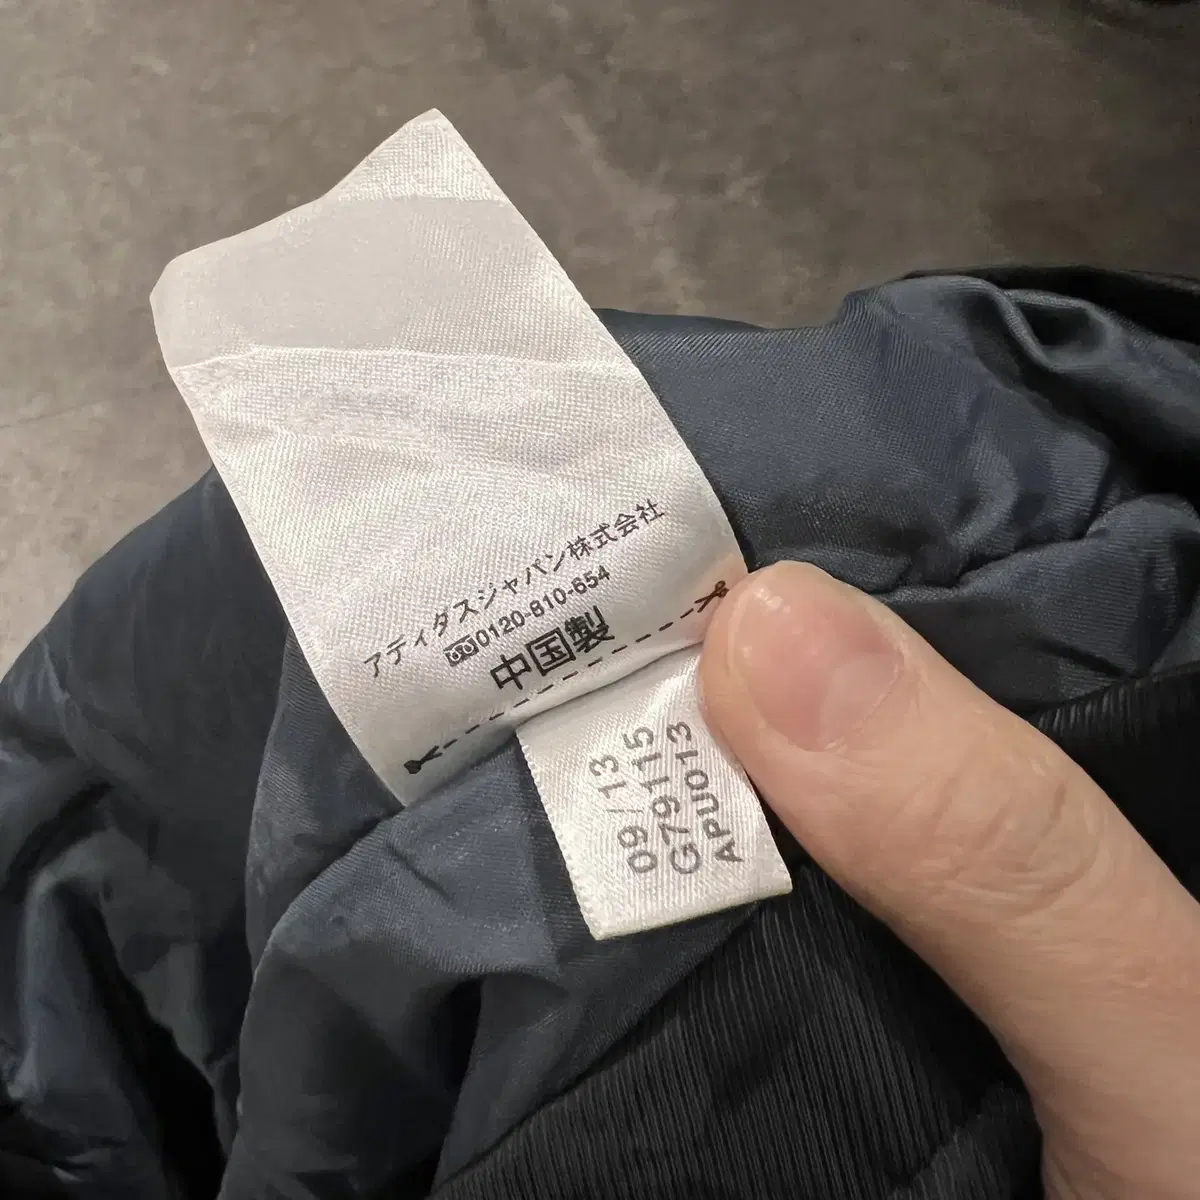 アディダスジャパン株式会社
0120-810-654
中国製
09/13
G79115
APU013